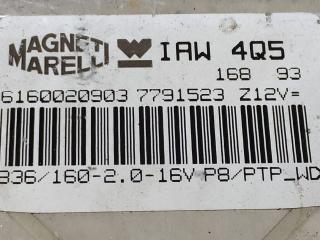 MAGNETI
MARELLI
IAW 4Q5
168 93
6160020903 7791523 Z12V=
836/160-2.0-16V P8/PTP_WD